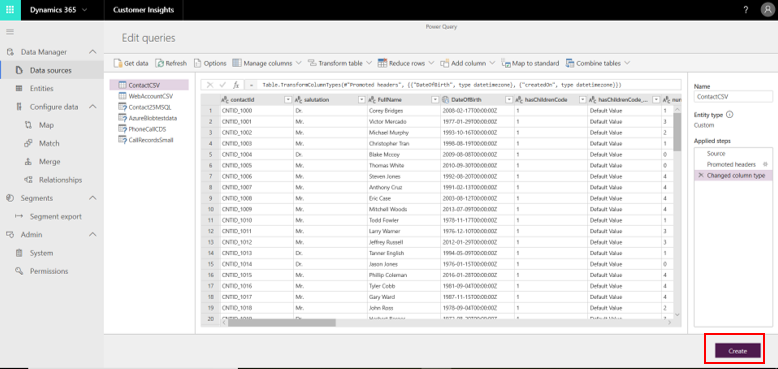 Dynamics 365 Customer Insights ?
Power Query
Edit queries
Get data Refresh Options Manage columns Transform table Reduce rows Add column Map to standard Combine tables
Data Manager
Data sources
Entities
Configure data
Map
Match
Merge
Relationships
Segments
Segment export
Admin
System
Permissions
ContactCSV
WebAccountCSV
Contact25MSQL
AzureBlobtestdata
PhoneCallCDS
CallRecordsSmall
fx Table.TransformColumnTypes(#"Promoted headers", {{"DateOfBirth", type datetimezone}, {"createdOn", type datetimezone}})
contactId salutation FullName DateOfBirth hasChildrenCode hasChildrenCode_...
1 CNTID_1000 Dr. Corey Bridges 2008-02-17T00:00:00Z 1 Default Value 1
2 CNTID_1001 Mr. Victor Mercado 1977-01-29T00:00:00Z 1 Default Value 3
3 CNTID_1002 Mr. Michael Murphy 1993-10-16T00:00:00Z 1 Default Value 2
4 CNTID_1003 Mr. Christopher Tran 1998-01-18T00:00:00Z 1 Default Value 1
5 CNTID_1004 Dr. Blake Mccoy 2009-08-08T00:00:00Z 1 Default Value 0
6 CNTID_1005 Mr. Thomas White 2010-09-30T00:00:00Z 1 Default Value 0
7 CNTID_1006 Mr. Steven Jones 1992-08-20T00:00:00Z 1 Default Value 4
8 CNTID_1007 Mr. Anthony Cruz 1991-02-13T00:00:00Z 1 Default Value 4
9 CNTID_1008 Mr. Eric Case 2003-08-12T00:00:00Z 1 Default Value 4
10 CNTID_1009 Mr. Mitchell Woods 2013-07-09T00:00:00Z 1 Default Value 0
11 CNTID_1010 Mr. Todd Fowler 1978-11-17T00:00:00Z 1 Default Value 1
12 CNTID_1011 Mr. Larry Warner 1976-12-10T00:00:00Z 1 Default Value 3
13 CNTID_1012 Mr. Jeffrey Russell 2012-01-29T00:00:00Z 1 Default Value 3
14 CNTID_1013 Dr. Tanner English 1994-05-09T00:00:00Z 1 Default Value 1
15 CNTID_1014 Dr. Jason Jones 1976-01-15T00:00:00Z 1 Default Value 0
16 CNTID_1015 Mr. Phillip Coleman 2016-01-28T00:00:00Z 1 Default Value 4
17 CNTID_1016 Mr. Tyler Cobb 1981-09-04T00:00:00Z 1 Default Value 4
18 CNTID_1017 Mr. Gary Ward 1987-11-15T00:00:00Z 1 Default Value 4
19 CNTID_1018 Mr. John Ross 1978-09-04T00:00:00Z 1 Default Value 2
20
Name
ContactCSV
Entity type
Custom
Applied steps
Source
Promoted headers
Changed column type
Create